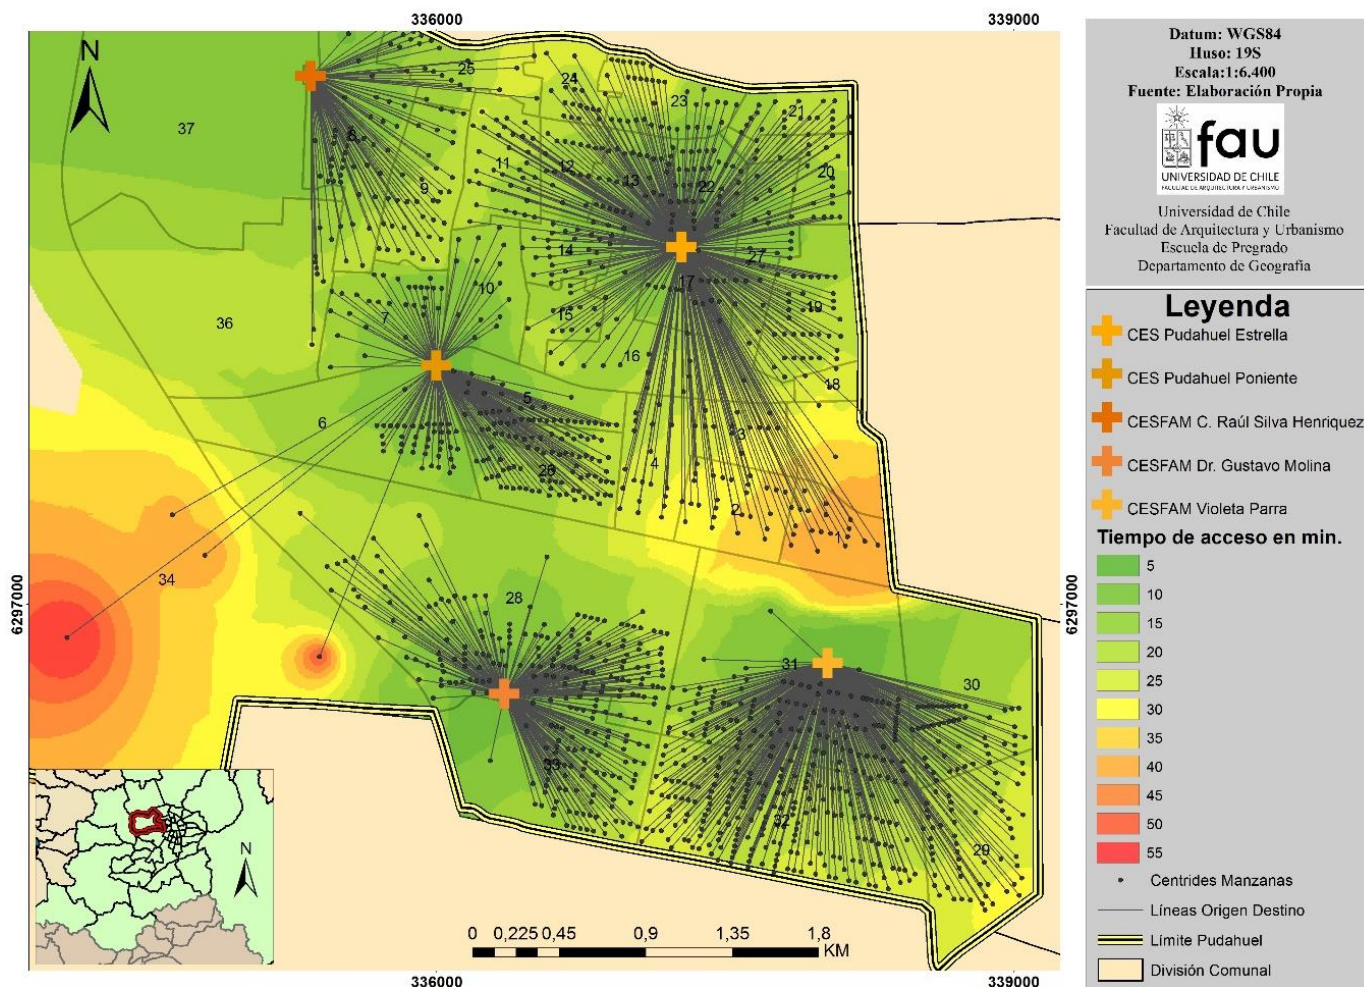 336000
339000
N
25
24
23
21
37
8
11
12
13
20
9
22
14
27
17
10
7
19
15
36
16
18
5
6
3
4
26
2
1
34
28
31
30
33
32
29
6297000
6297000
N
0 0,225 0,45 0,9 1,35 1,8
KM
336000
339000
Datum: WGS84
Huso: 19S
Escala:1:6.400
Fuente: Elaboración Propia
fau
UNIVERSIDAD DE CHILE
FACULTAD DE ARQUITECTURA Y URBANISMO
Universidad de Chile
Facultad de Arquitectura y Urbanismo
Escuela de Pregrado
Departamento de Geografía
Leyenda
CES Pudahuel Estrella
CES Pudahuel Poniente
CESFAM C. Raúl Silva Henriquez
CESFAM Dr. Gustavo Molina
CESFAM Violeta Parra
Tiempo de acceso en min.
5
10
15
20
25
30
35
40
45
50
55
Centrides Manzanas
Líneas Origen Destino
Límite Pudahuel
División Comunal